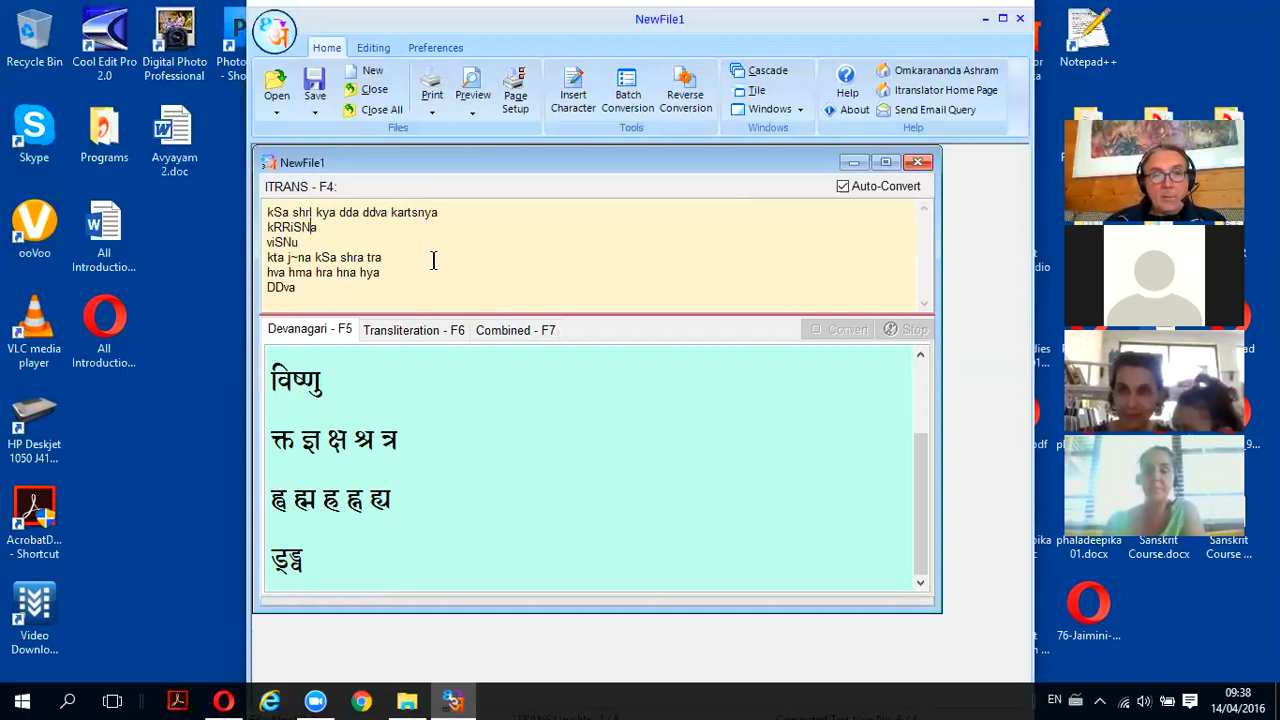 NewFile1
Home Editing Preferences
Open Save New Close Close All Print Preview Page Setup Insert Character Batch Conversion Reverse Conversion Cascade Tile Windows Help About Omkarananda Ashram Itranslator Home Page Send Email Query
Files Tools Windows Help
NewFile1
ITRANS - F4: Auto-Convert
kSa shrI kya dda ddva kartsnya
kRRiSNa
viSNu
kta j~na kSa shra tra
hva hma hra hna hya
DDva
Devanagari - F5 Transliteration - F6 Combined - F7 Convert Stop
विष्णु
क्त ज्ञ क्ष श्र त्र
ह्व ह्म ह्र ह्न ह्य
ड्ड्व
Recycle Bin
Cool Edit Pro 2.0
Digital Photo Professional
Skype
Programs
Avyayam 2.doc
ooVoo
All Introductio...
VLC media player
All Introductio...
HP Deskjet 1050 J41...
AcrobatD... - Shortcut
Video Downlo...
Notepad++
phaladeepika 01.docx
Sanskrit Course.docx
Sanskrit Course ...
76-Jaimini-...
EN
09:38
14/04/2016